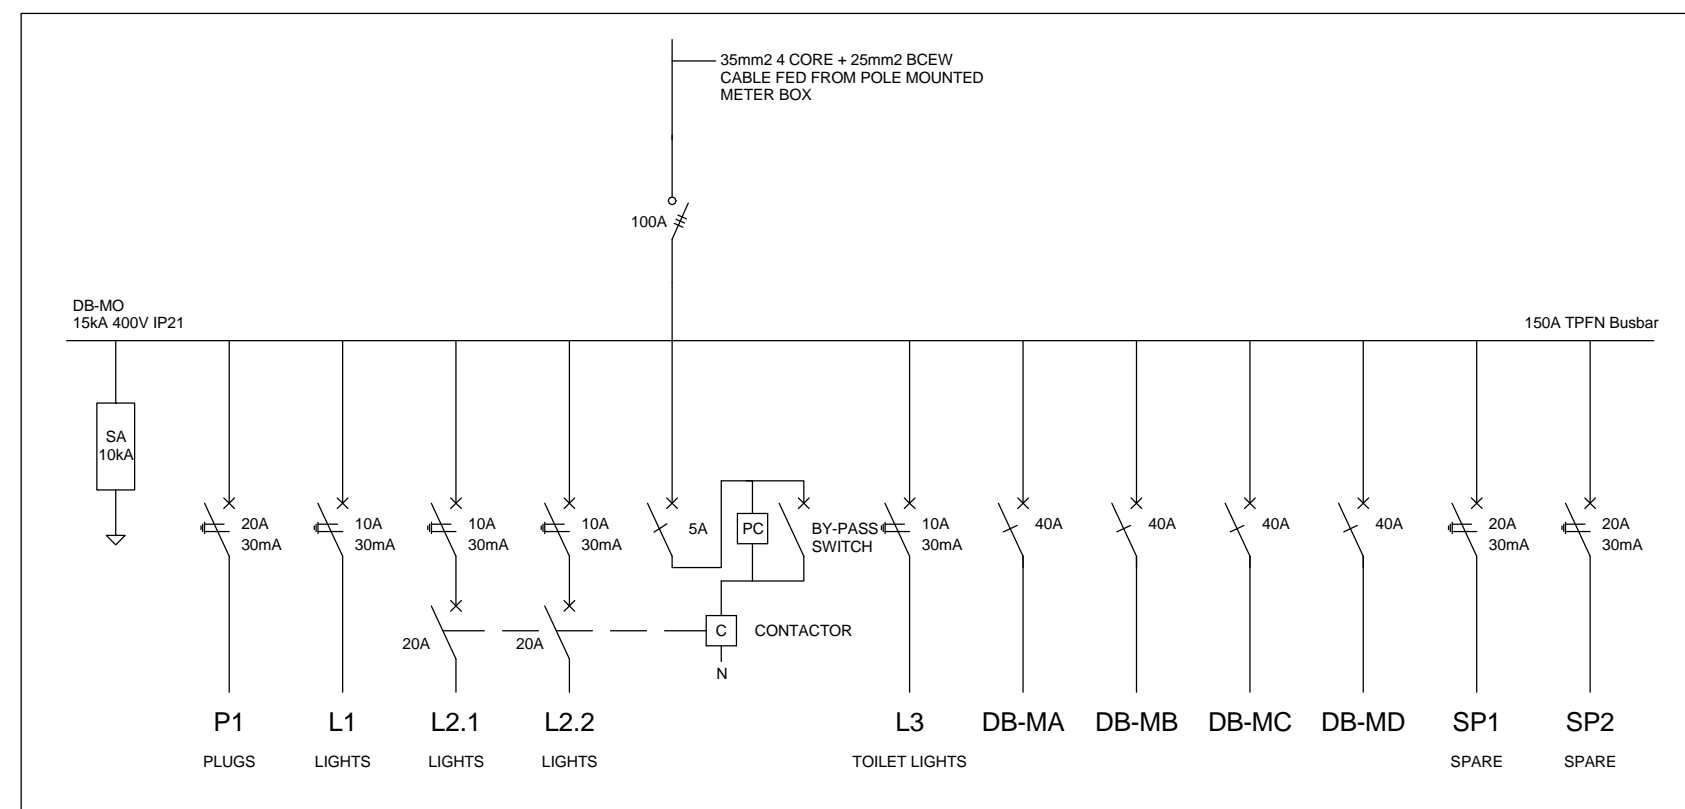 35mm2 4 CORE + 25mm2 BCEW
CABLE FED FROM POLE MOUNTED
METER BOX
100A
DB-MO
15kA 400V IP21
150A TPFN Busbar
SA
10kA
20A
30mA
10A
30mA
10A
30mA
10A
30mA
5A
PC
BY-PASS
SWITCH
10A
30mA
40A
40A
40A
40A
20A
30mA
20A
30mA
20A
20A
C
CONTACTOR
N
P1
L1
L2.1
L2.2
L3
DB-MA
DB-MB
DB-MC
DB-MD
SP1
SP2
PLUGS
LIGHTS
LIGHTS
LIGHTS
TOILET LIGHTS
SPARE
SPARE